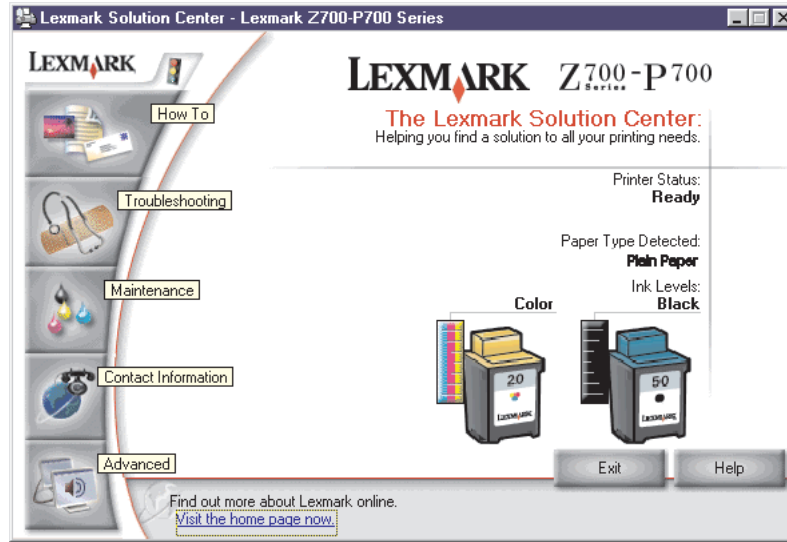 Lexmark Solution Center - Lexmark Z700-P700 Series
LEXMARK
LEXMARK Z700-P700
Series
How To
The Lexmark Solution Center:
Helping you find a solution to all your printing needs.
Troubleshooting
Printer Status:
Ready
Paper Type Detected:
Plain Paper
Maintenance
Ink Levels:
Color
Black
Contact Information
20
50
LEXMARK
LEXMARK
Advanced
Exit
Help
Find out more about Lexmark online.
Visit the home page now.